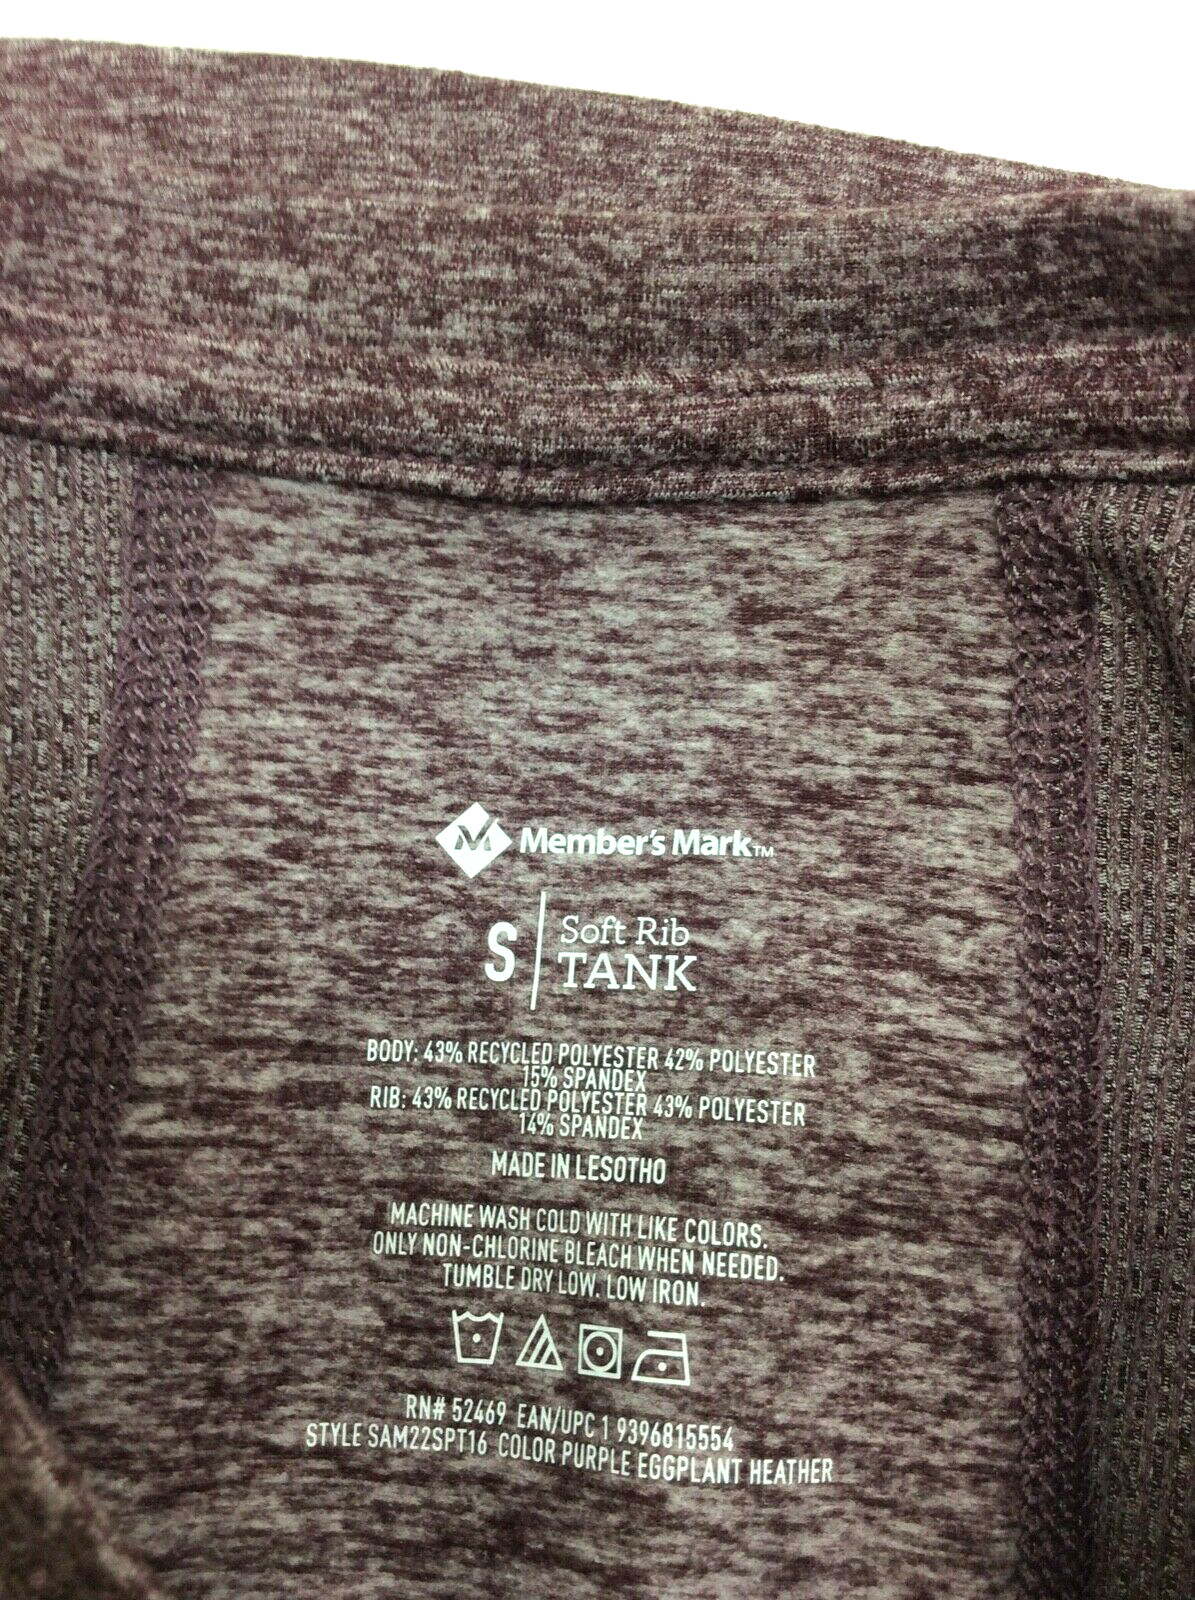 Member's Mark™
S
Soft Rib
TANK
BODY: 43% RECYCLED POLYESTER 42% POLYESTER
15% SPANDEX
RIB: 43% RECYCLED POLYESTER 43% POLYESTER
14% SPANDEX
MADE IN LESOTHO
MACHINE WASH COLD WITH LIKE COLORS.
ONLY NON-CHLORINE BLEACH WHEN NEEDED.
TUMBLE DRY LOW. LOW IRON.
RN# 52469 EAN/UPC 1 9396815554
STYLE SAM22SPT16 COLOR PURPLE EGGPLANT HEATHER